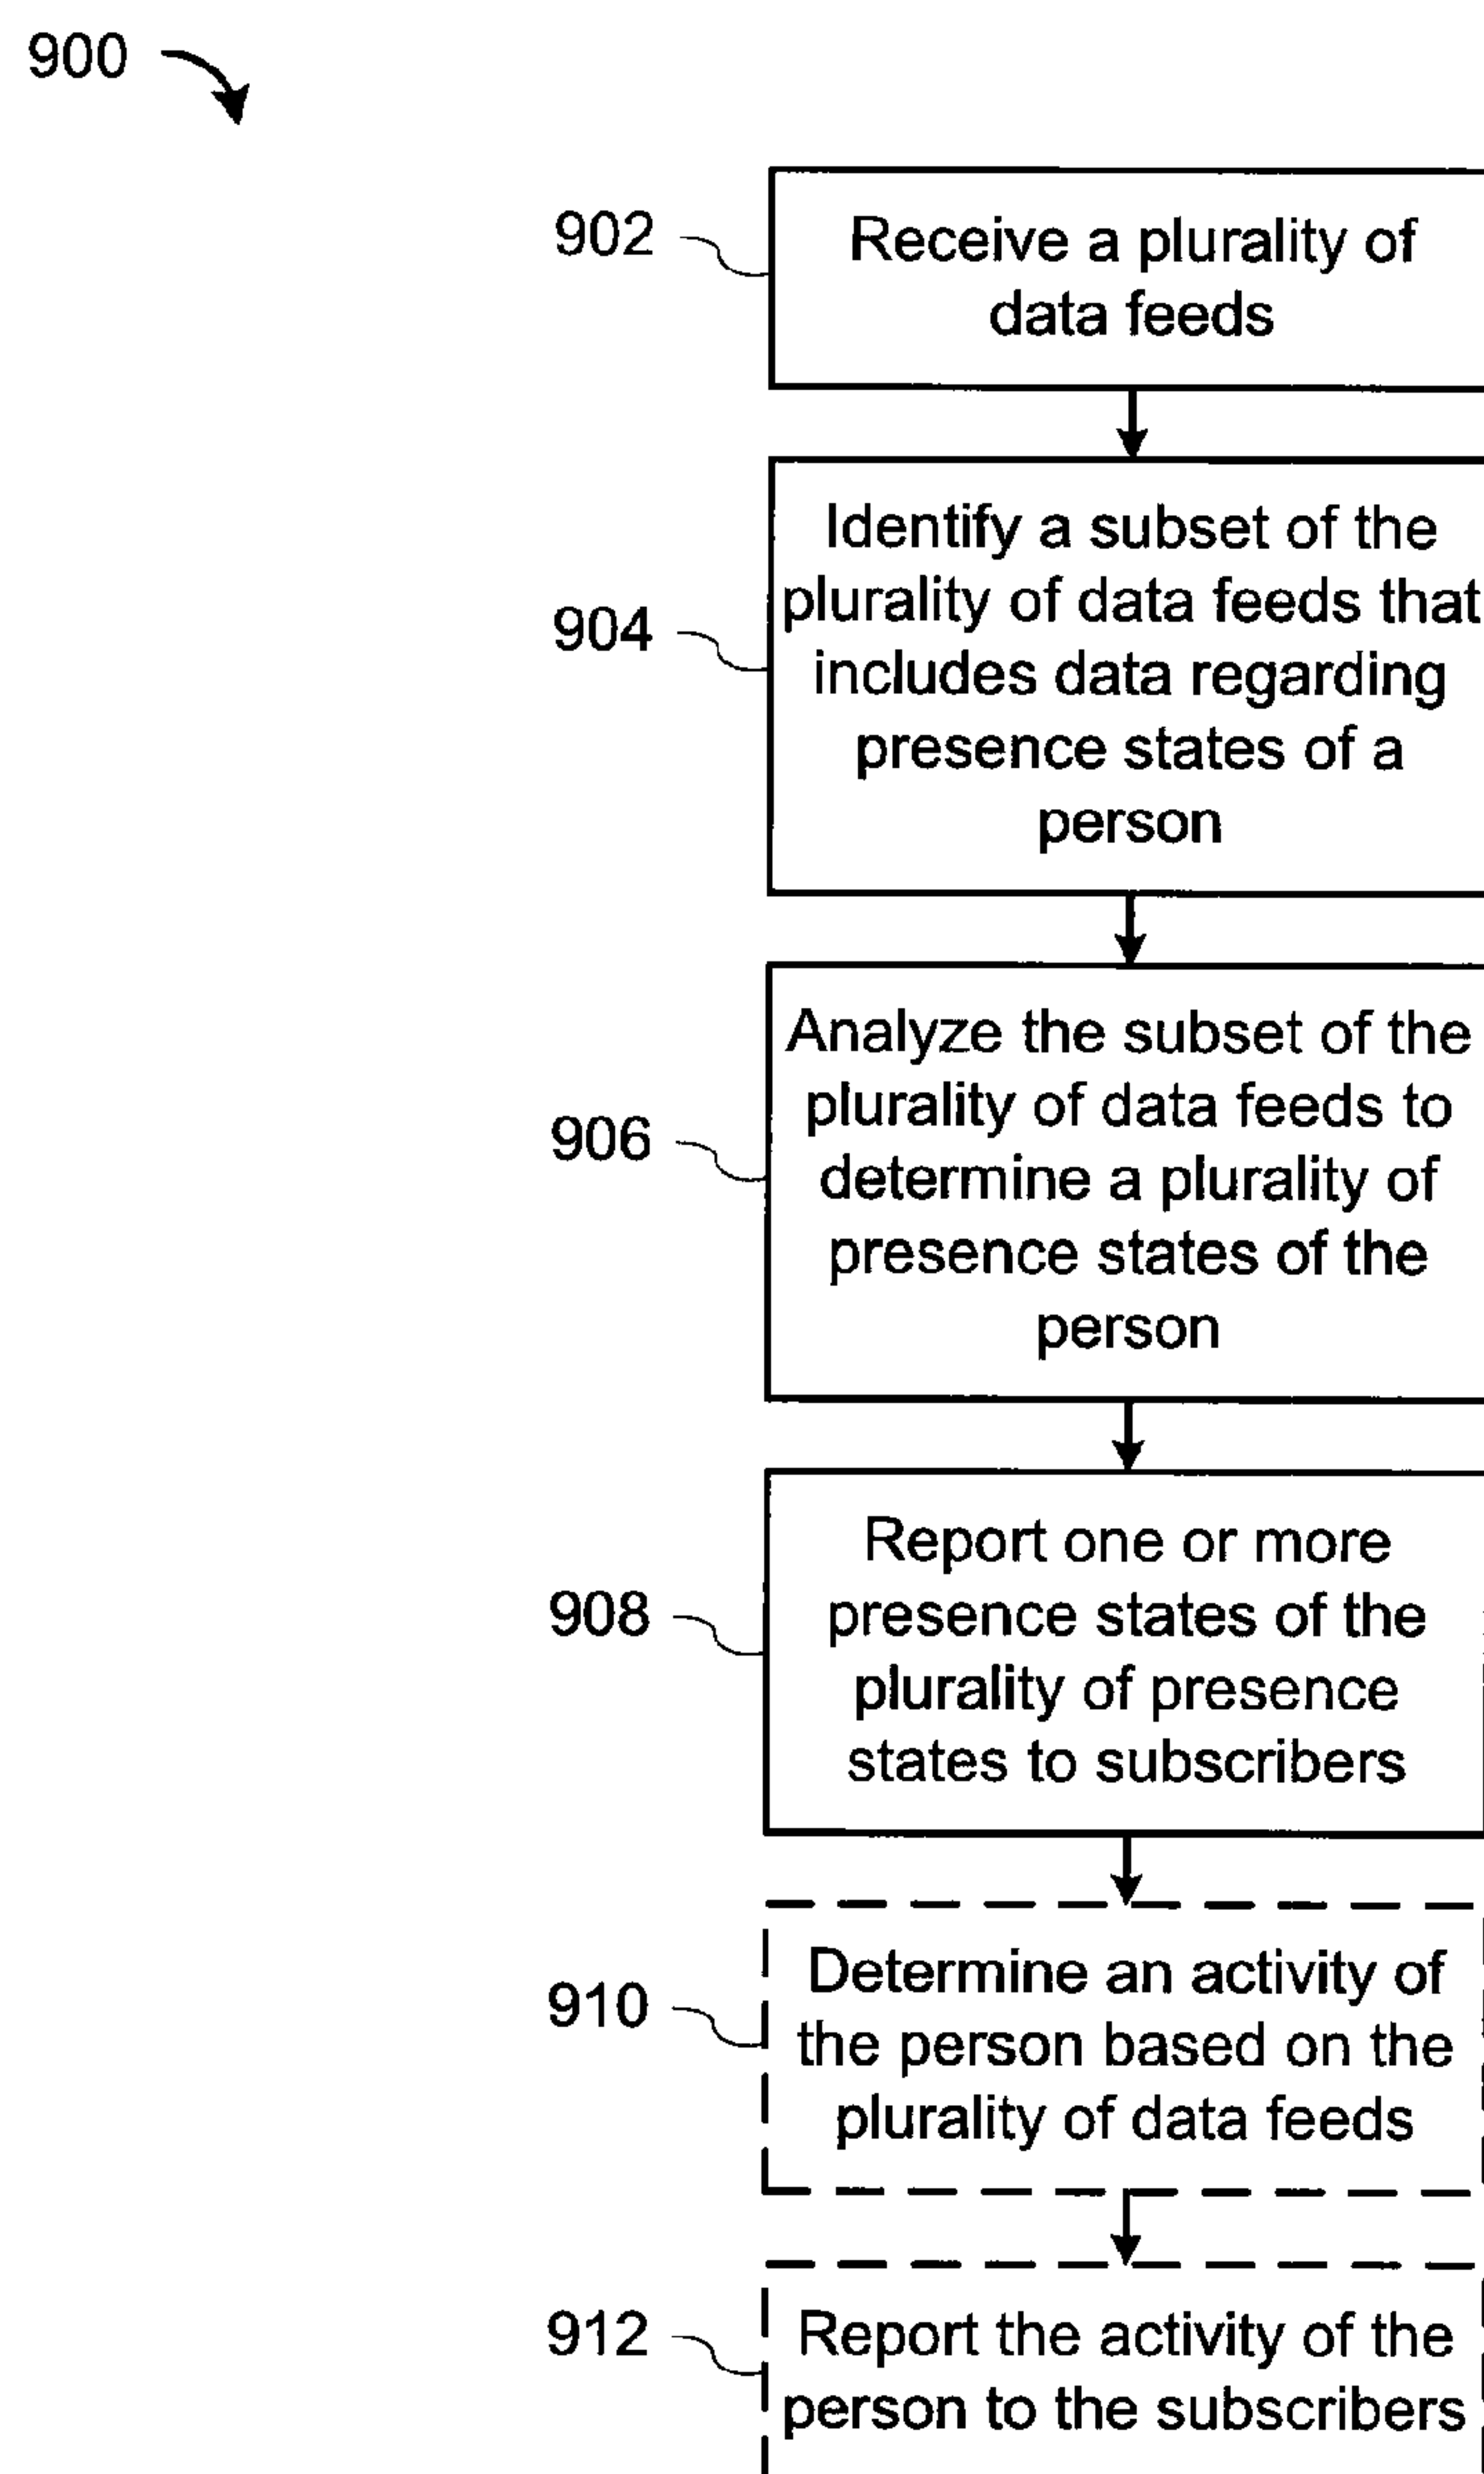 900
902
Receive a plurality of
data feeds
904
Identify a subset of the
plurality of data feeds that
includes data regarding
presence states of a
person
906
Analyze the subset of the
plurality of data feeds to
determine a plurality of
presence states of the
person
908
Report one or more
presence states of the
plurality of presence
states to subscribers
910
Determine an activity of
the person based on the
plurality of data feeds
912
Report the activity of the
person to the subscribers